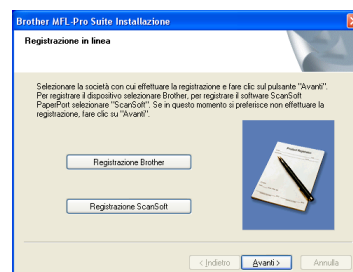 Brother MFL-Pro Suite Installazione
Registrazione in linea
Selezionare la società con cui effettuare la registrazione e fare clic sul pulsante "Avanti".
Per registrare il dispositivo selezionare Brother, per registrare il software ScanSoft
PaperPort selezionare "ScanSoft". Se in questo momento si preferisce non effettuare la
registrazione, fare clic su "Avanti".
Registrazione Brother
Registrazione ScanSoft
< Indietro Avanti > Annulla